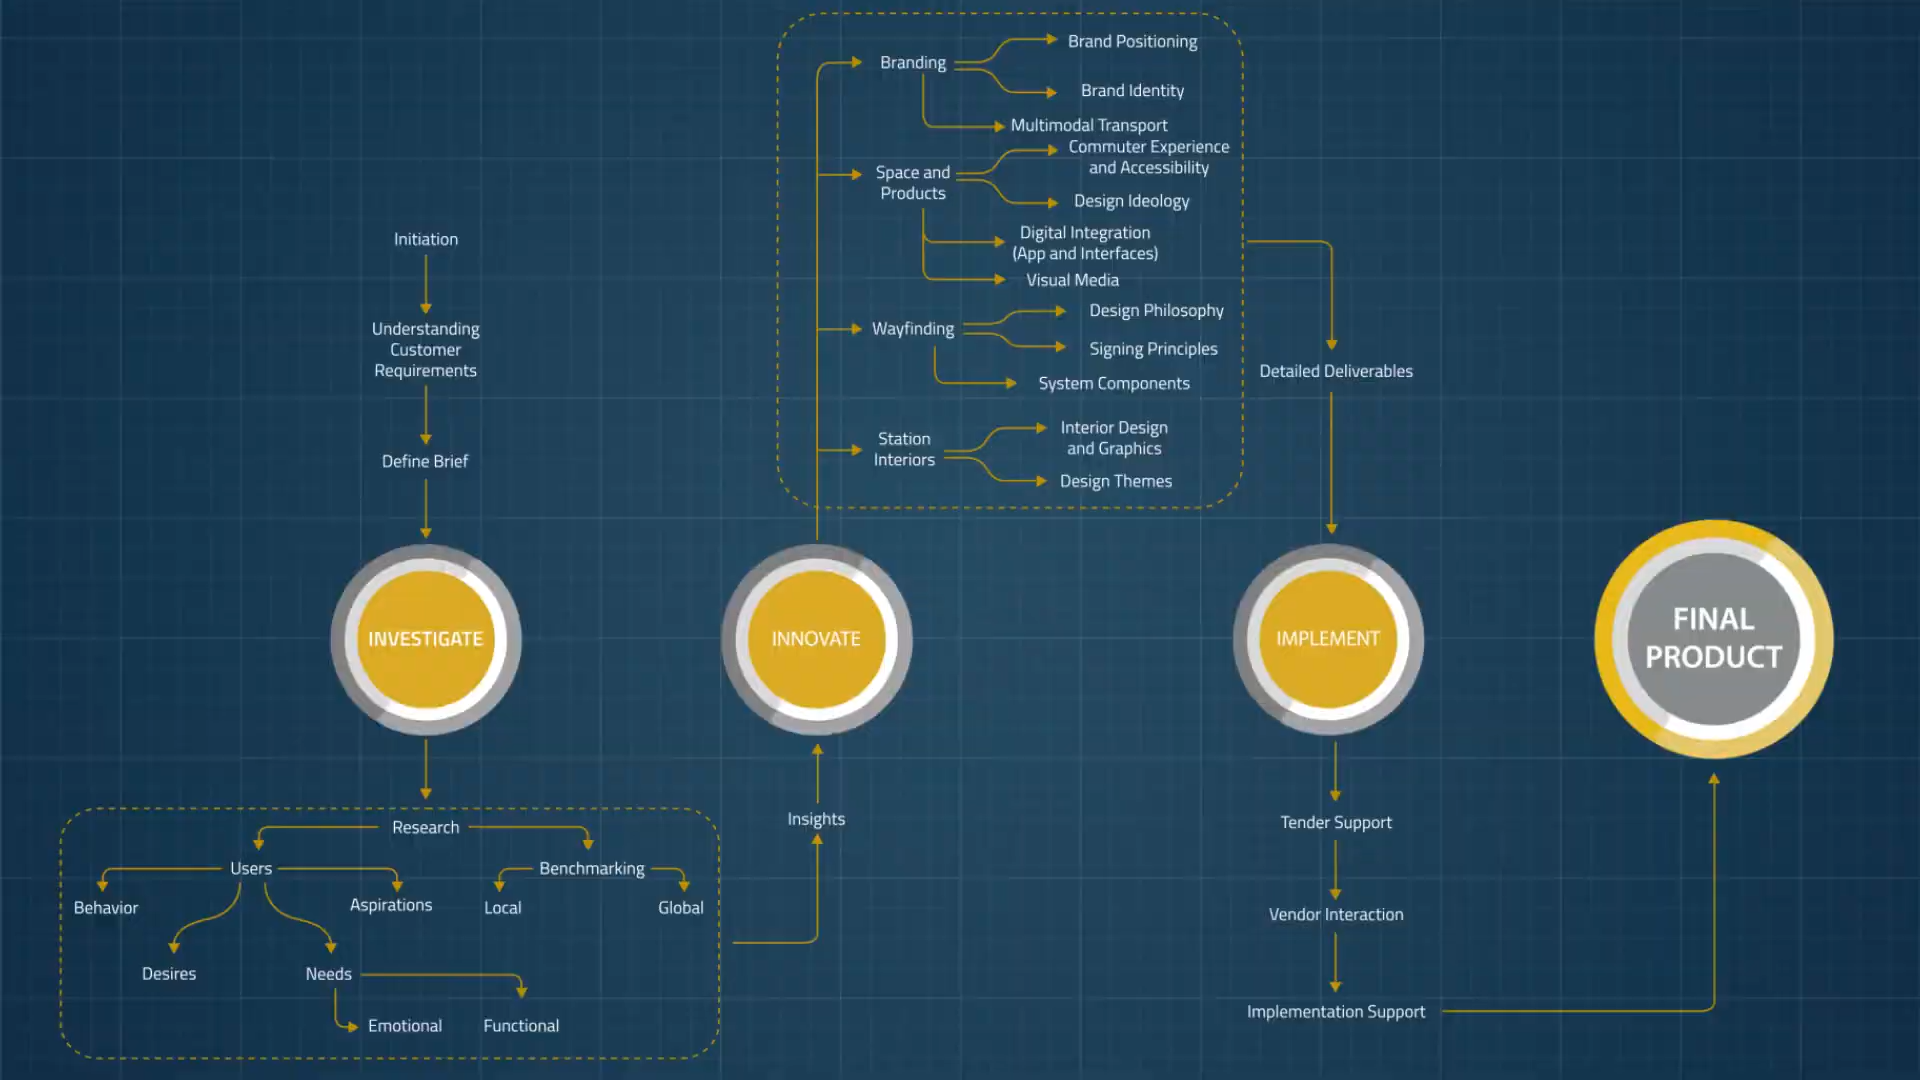 Initiation
Understanding
Customer
Requirements
Define Brief
INVESTIGATE
Research
Users
Benchmarking
Behavior
Aspirations
Local
Global
Desires
Needs
Emotional
Functional
Insights
INNOVATE
Branding
Brand Positioning
Brand Identity
Multimodal Transport
Space and
Products
Commuter Experience
and Accessibility
Design Ideology
Digital Integration
(App and Interfaces)
Visual Media
Wayfinding
Design Philosophy
Signing Principles
System Components
Station
Interiors
Interior Design
and Graphics
Design Themes
Detailed Deliverables
IMPLEMENT
Tender Support
Vendor Interaction
Implementation Support
FINAL
PRODUCT